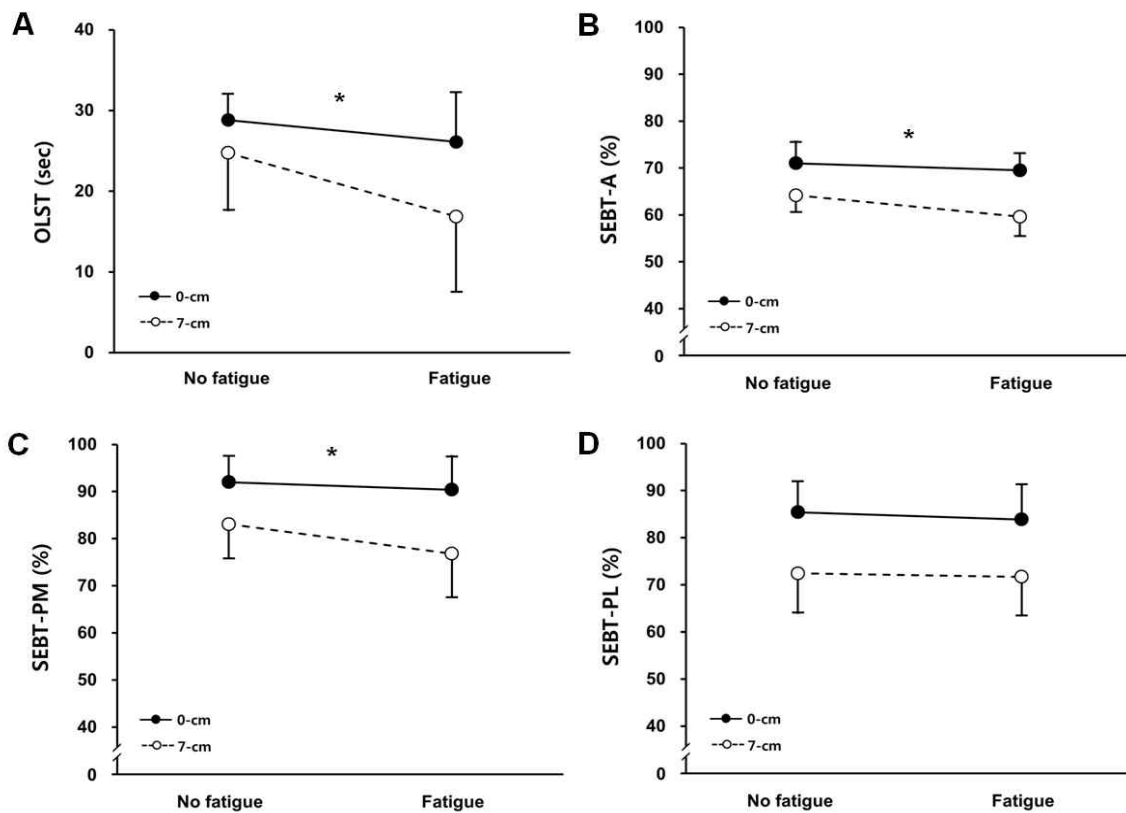 A
OLST (sec)
40
30
20
10
0
*
0-cm
7-cm
No fatigue Fatigue
B
SEBT-A (%)
100
90
80
70
60
50
40
0
*
0-cm
7-cm
No fatigue Fatigue
C
SEBT-PM (%)
100
90
80
70
60
50
40
0
*
0-cm
7-cm
No fatigue Fatigue
D
SEBT-PL (%)
100
90
80
70
60
50
40
0
0-cm
7-cm
No fatigue Fatigue